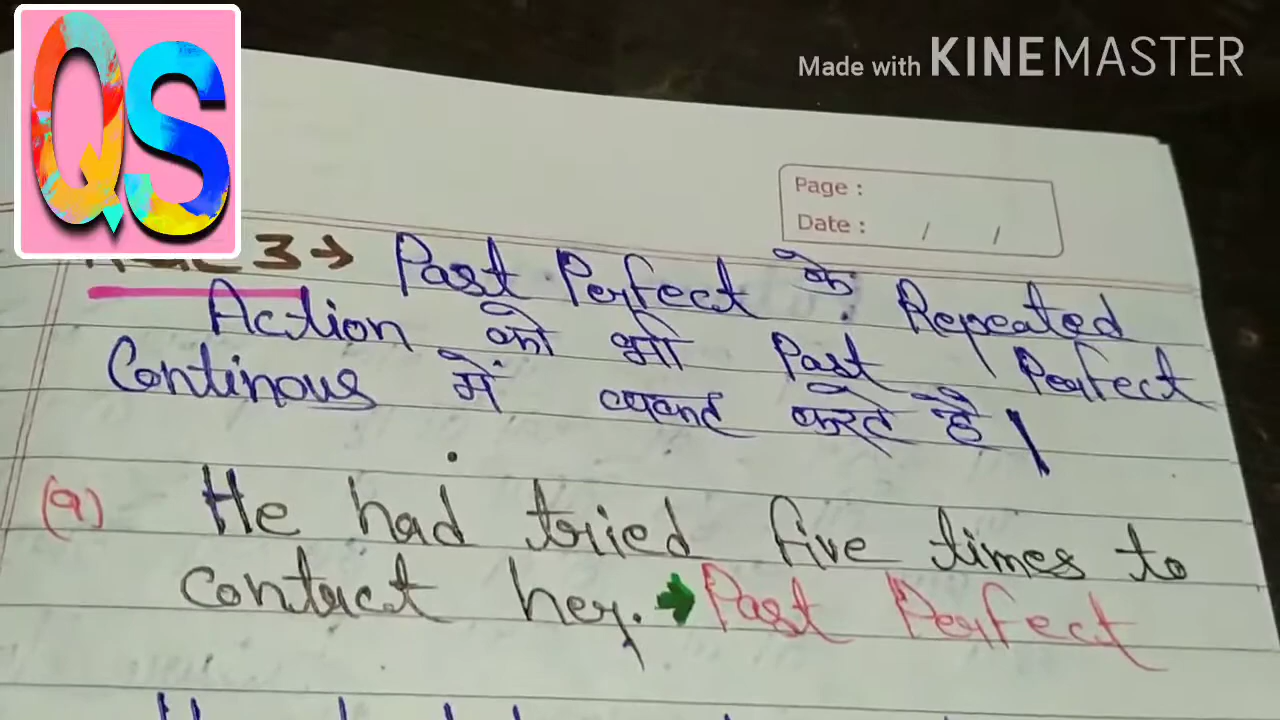 QS
Made with KINEMASTER
Page :
Date : / /
3→ Past Perfect के Repeated
Action को भी Past Perfect
Continous में व्यक्त करते है |
(a) He had tried five times to
contact her. → Past Perfect